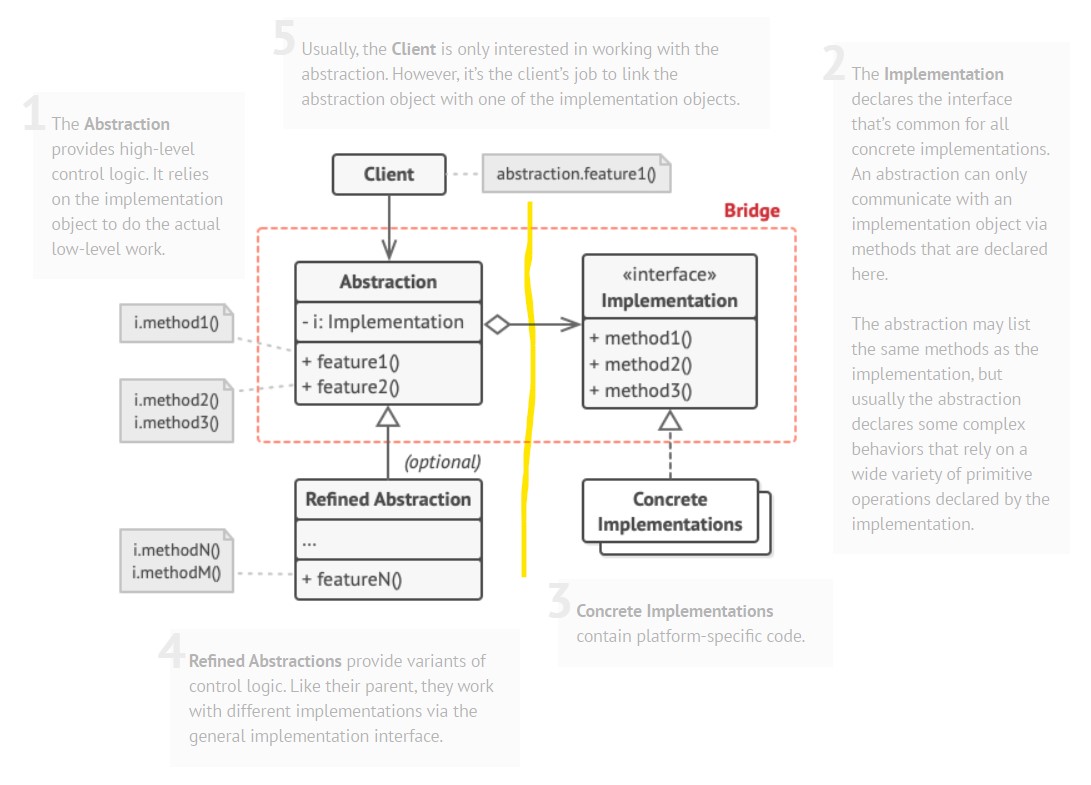 5
Usually, the Client is only interested in working with the
abstraction. However, it’s the client’s job to link the
abstraction object with one of the implementation objects.
1
The Abstraction
provides high-level
control logic. It relies
on the implementation
object to do the actual
low-level work.
2
The Implementation
declares the interface
that’s common for all
concrete implementations.
An abstraction can only
communicate with an
implementation object via
methods that are declared
here.
The abstraction may list
the same methods as the
implementation, but
usually the abstraction
declares some complex
behaviors that rely on a
wide variety of primitive
operations declared by the
implementation.
Client
abstraction.feature1()
Bridge
Abstraction
- i: Implementation
+ feature1()
+ feature2()
i.method1()
i.method2()
i.method3()
«interface»
Implementation
+ method1()
+ method2()
+ method3()
(optional)
Refined Abstraction
...
+ featureN()
i.methodN()
i.methodM()
Concrete
Implementations
3
Concrete Implementations
contain platform-specific code.
4
Refined Abstractions provide variants of
control logic. Like their parent, they work
with different implementations via the
general implementation interface.